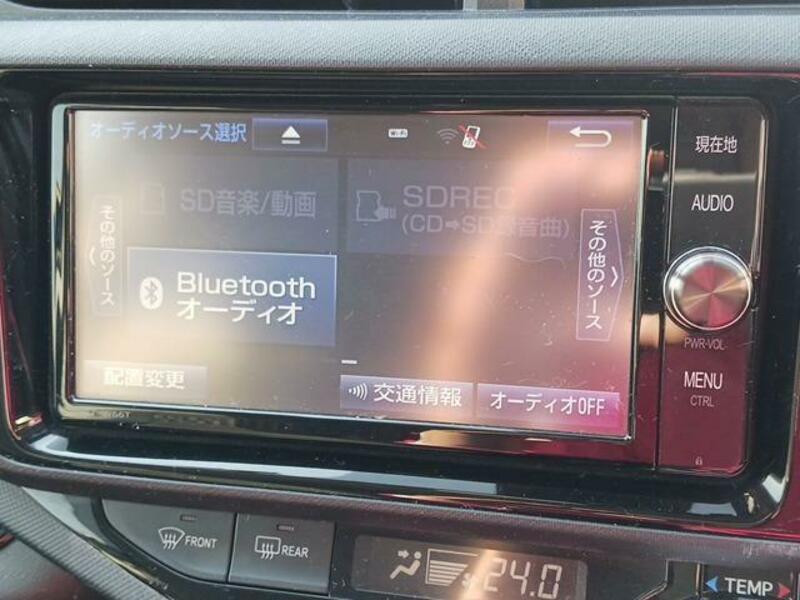 オーディオソース選択
Wi-Fi
現在地
SD音楽/動画
SDREC
(CD➡SD録音曲)
AUDIO
その他のソース
その他のソース
Bluetooth
オーディオ
PWR-VOL
配置変更
交通情報
オーディオOFF
MENU
CTRL
FRONT
REAR
24.0
TEMP